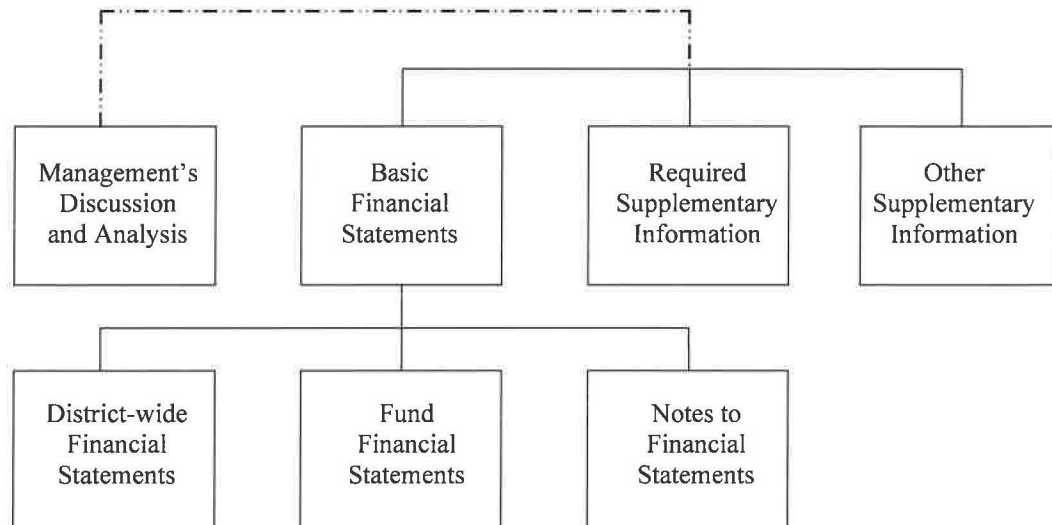 Management's
Discussion
and Analysis
Basic
Financial
Statements
Required
Supplementary
Information
Other
Supplementary
Information
District-wide
Financial
Statements
Fund
Financial
Statements
Notes to
Financial
Statements